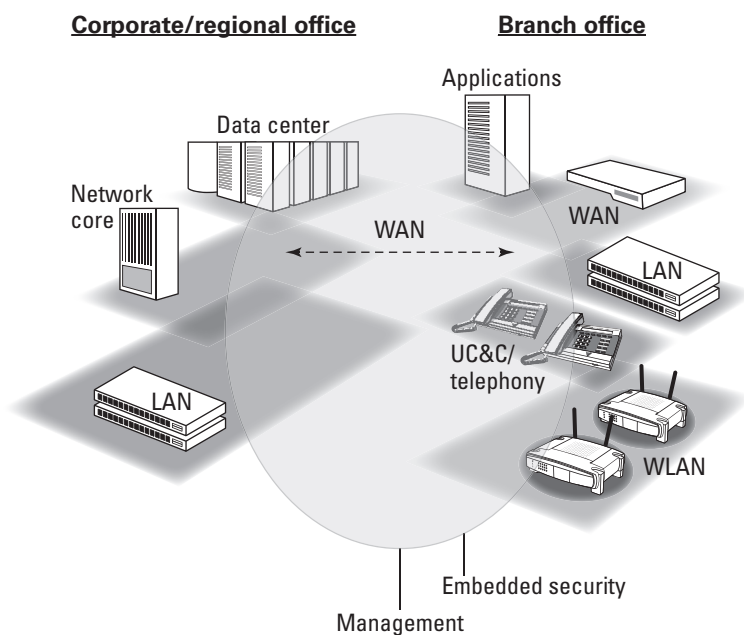 Corporate/regional office
Branch office
Applications
Data center
Network
core
WAN
WAN
LAN
UC&C/
telephony
LAN
WLAN
Embedded security
Management